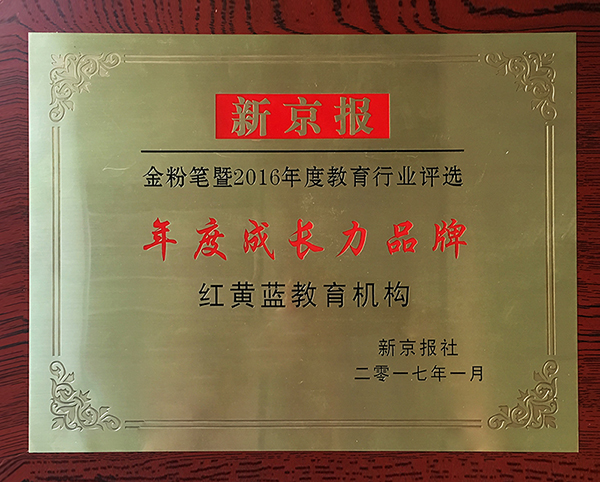 新京报
金粉笔暨2016年度教育行业评选
年度成长力品牌
红黄蓝教育机构
新京报社
二零一七年一月